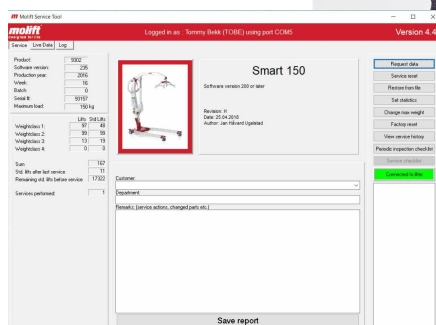 Molift Service Tool
molift
Logged in as : Tommy Bekk (TOBE) using port COM5
Version 4.4
Service
Live Data
Log
Product: 9302
Software version: 235
Production year: 2016
Week: 16
Batch: 0
Serial #: 93157
Maximum load: 150 kg
Lifts Std Lifts
Weightclass 1: 97 48
Weightclass 2: 99 99
Weightclass 3: 13 19
Weightclass 4: 0 0
Sum: 167
Std. lifts after last service: 11
Remaining std. lifts before service: 17322
Services performed: 1
Smart 150
Software version 208 or later
Revision: H
Date: 25.04.2016
Author: Jan-Håvard Ugelstad
Customer:
Department:
Remarks: (service actions, changed parts etc.)
Save report
Request data
Service reset
Restore from file
Set statistics
Change max weight
Factory reset
View service history
Periodic inspection checklist
Service checklist
Connected to lifter